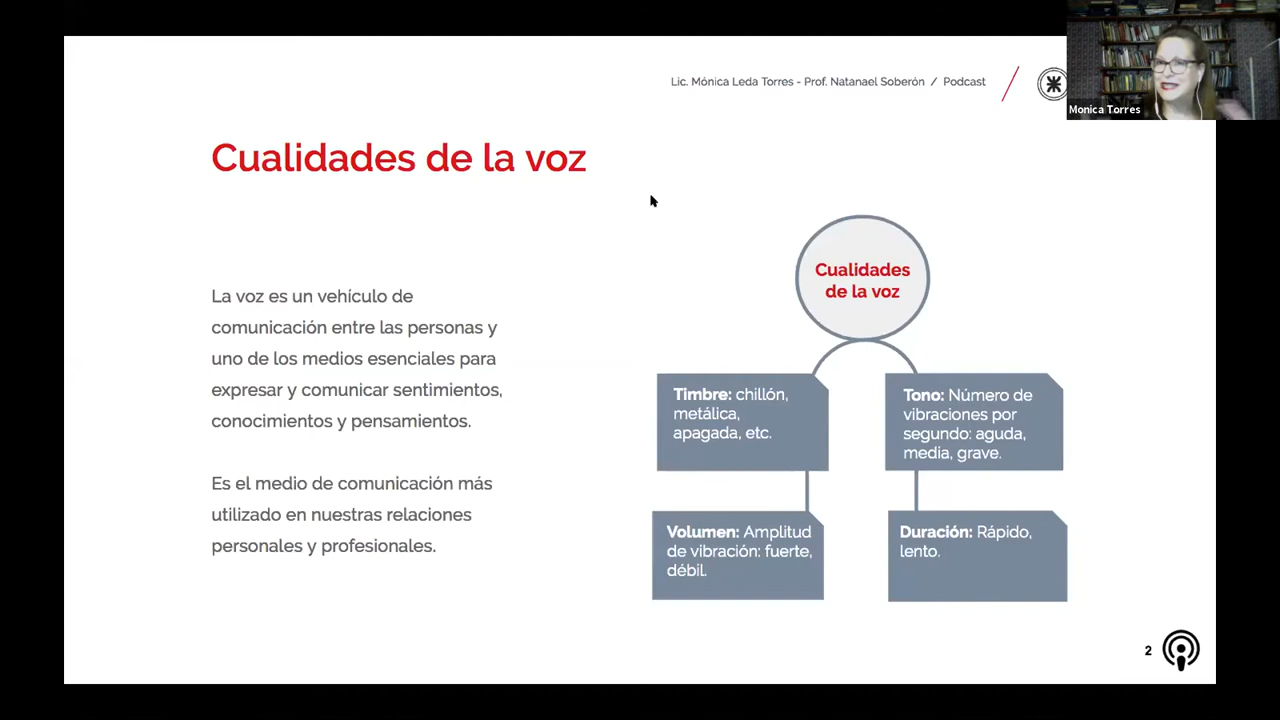 Lic. Mónica Leda Torres - Prof. Natanael Soberón / Podcast
Monica Torres
Cualidades de la voz
La voz es un vehículo de
comunicación entre las personas y
uno de los medios esenciales para
expresar y comunicar sentimientos,
conocimientos y pensamientos.
Es el medio de comunicación más
utilizado en nuestras relaciones
personales y profesionales.
Cualidades
de la voz
Timbre: chillón,
metálica,
apagada, etc.
Tono: Número de
vibraciones por
segundo: aguda,
media, grave.
Volumen: Amplitud
de vibración: fuerte,
débil.
Duración: Rápido,
lento.
2